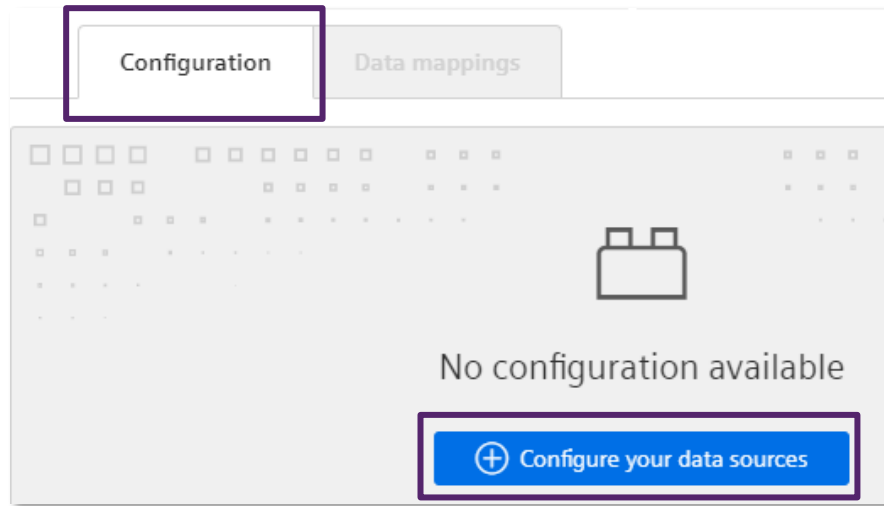 Configuration
Data mappings
No configuration available
Configure your data sources